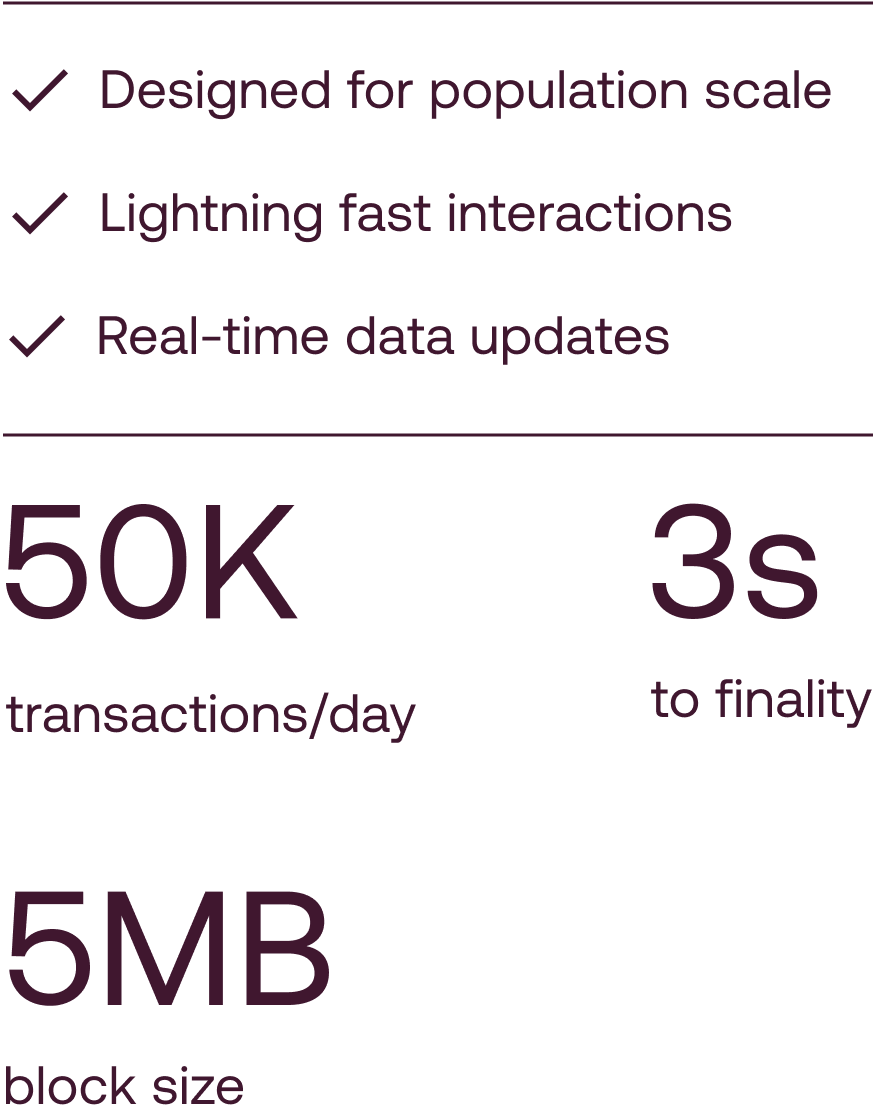 Designed for population scale
Lightning fast interactions
Real-time data updates
50K
transactions/day
3s
to finality
5MB
block size